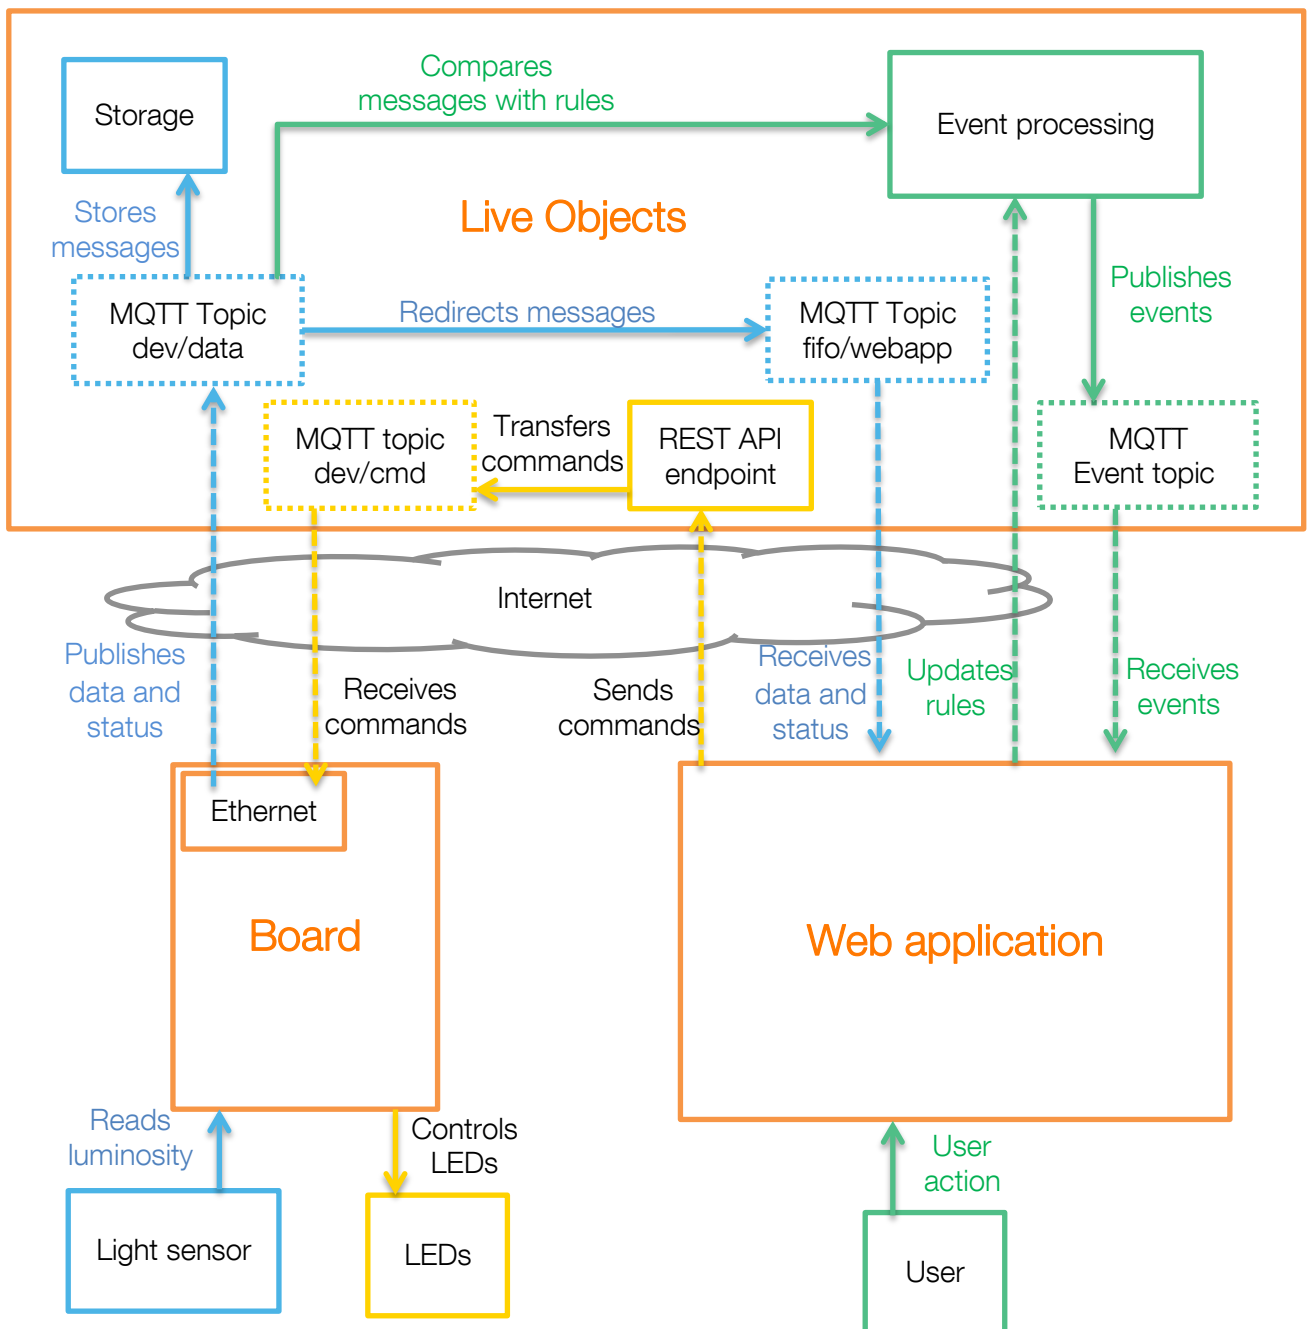 Compares
messages with rules
Storage
Event processing
Stores
messages
Live Objects
MQTT Topic
dev/data
Redirects messages
MQTT Topic
fifo/webapp
Publishes
events
MQTT topic
dev/cmd
Transfers
commands
REST API
endpoint
MQTT
Event topic
Internet
Publishes
data and
status
Receives
commands
Sends
commands
Receives
data and
status
Updates
rules
Receives
events
Ethernet
Board
Web application
Reads
luminosity
Controls
LEDs
User
action
Light sensor
LEDs
User